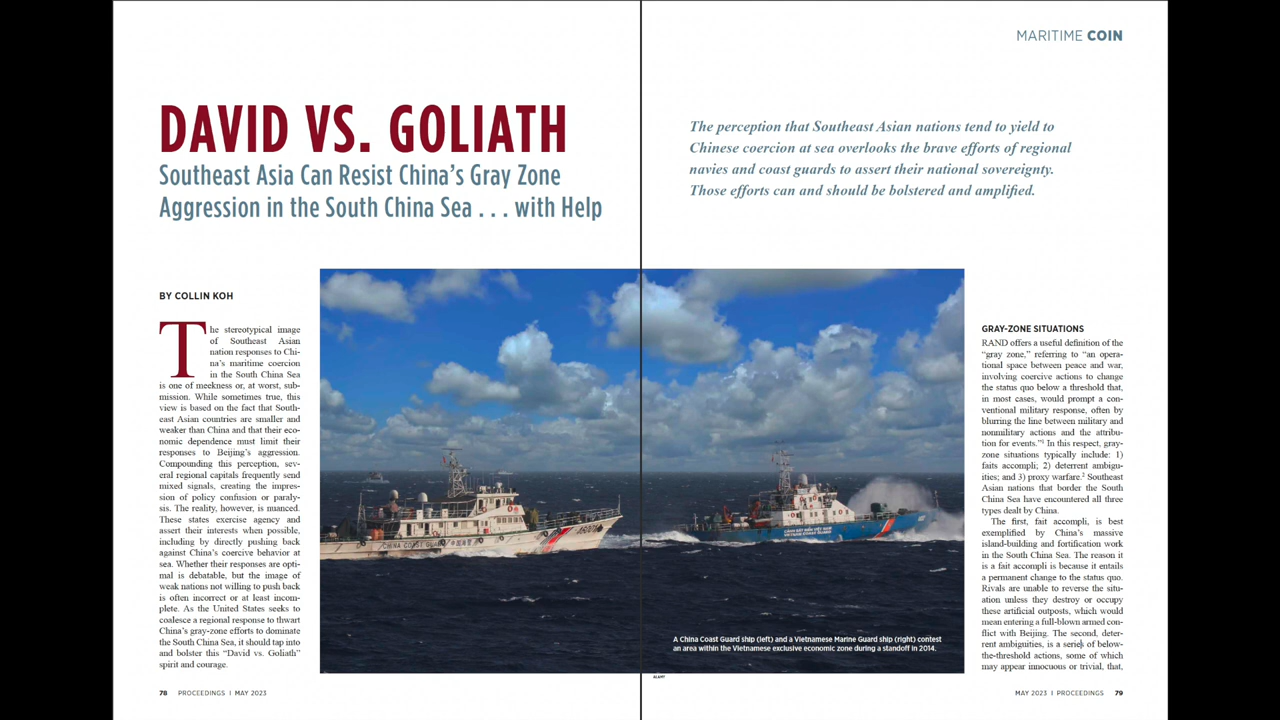 MARITIME COIN
DAVID VS. GOLIATH
Southeast Asia Can Resist China's Gray Zone
Aggression in the South China Sea . . . with Help
The perception that Southeast Asian nations tend to yield to
Chinese coercion at sea overlooks the brave efforts of regional
navies and coast guards to assert their national sovereignty.
Those efforts can and should be bolstered and amplified.
BY COLLIN KOH
The stereotypical image
of Southeast Asian
nation responses to Chi-
na's maritime coercion
in the South China Sea
is one of meekness or, at worst, sub-
mission. While sometimes true, this
view is based on the fact that South-
east Asian countries are smaller and
weaker than China and that their eco-
nomic dependence must limit their
responses to Beijing's aggression.
Compounding this perception, sev-
eral regional capitals frequently send
mixed signals, creating the impres-
sion of policy confusion or paraly-
sis. The reality, however, is nuanced.
These states exercise agency and
assert their interests when possible,
including by directly pushing back
against China's coercive behavior at
sea. Whether their responses are opti-
mal is debatable, but the image of
weak nations not willing to push back
is often incorrect or at least incom-
plete. As the United States seeks to
coalesce a regional response to thwart
China's gray-zone efforts to dominate
the South China Sea, it should tap into
and bolster this "David vs. Goliath"
spirit and courage.
CHINA COAST GUARD 中国海警
CẢNH SÁT BIỂN VIỆT NAM
VIETNAM COAST GUARD
A China Coast Guard ship (left) and a Vietnamese Marine Guard ship (right) contest
an area within the Vietnamese exclusive economic zone during a standoff in 2014.
ALAMY
GRAY-ZONE SITUATIONS
RAND offers a useful definition of the
"gray zone," referring to "an opera-
tional space between peace and war,
involving coercive actions to change
the status quo below a threshold that,
in most cases, would prompt a con-
ventional military response, often by
blurring the line between military and
nonmilitary actions and the attribu-
tion for events."1 In this respect, gray-
zone situations typically include: 1)
faits accompli; 2) deterrent ambigu-
ities; and 3) proxy warfare.2 Southeast
Asian nations that border the South
China Sea have encountered all three
types dealt by China.
The first, fait accompli, is best
exemplified by China's massive
island-building and fortification work
in the South China Sea. The reason it
is a fait accompli is because it entails
a permanent change to the status quo.
Rivals are unable to reverse the situ-
ation unless they destroy or occupy
these artificial outposts, which would
mean entering a full-blown armed con-
flict with Beijing. The second, deter-
rent ambiguities, is a series of below-
the-threshold actions, some of which
may appear innocuous or trivial, that,
78 PROCEEDINGS | MAY 2023
MAY 2023 | PROCEEDINGS 79